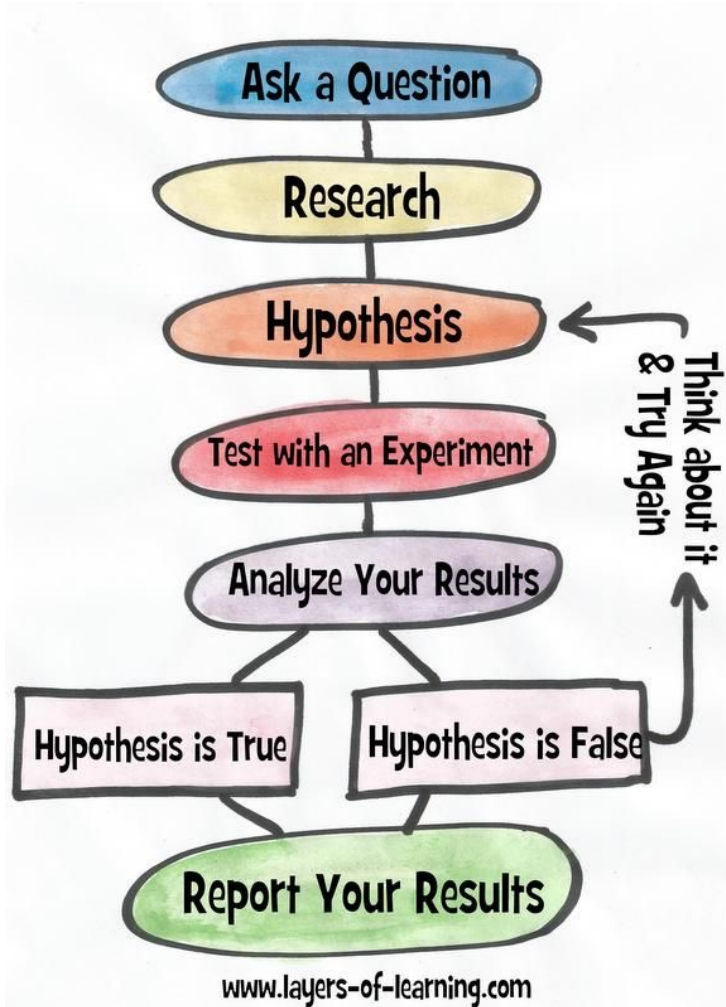 Ask a Question
Research
Hypothesis
Think about it
& Try Again
Test with an Experiment
Analyze Your Results
Hypothesis is True
Hypothesis is False
Report Your Results
www.layers-of-learning.com